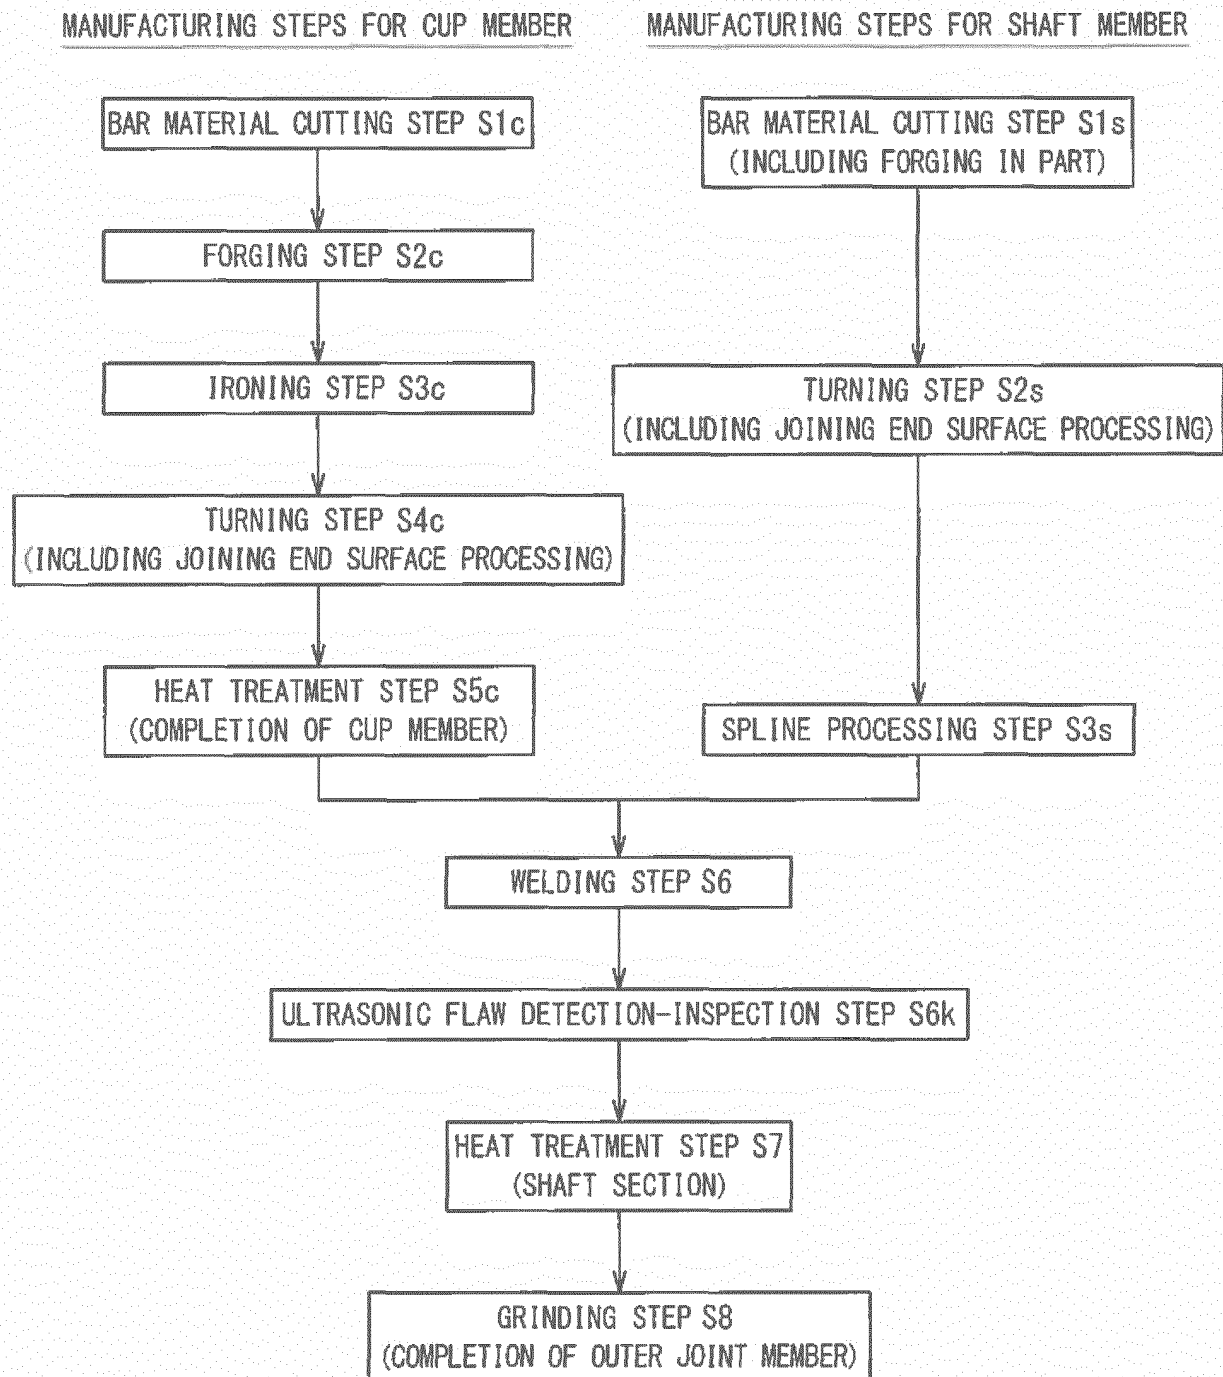 MANUFACTURING STEPS FOR CUP MEMBER
MANUFACTURING STEPS FOR SHAFT MEMBER
BAR MATERIAL CUTTING STEP S1c
BAR MATERIAL CUTTING STEP S1s
(INCLUDING FORGING IN PART)
FORGING STEP S2c
IRONING STEP S3c
TURNING STEP S2s
(INCLUDING JOINING END SURFACE PROCESSING)
TURNING STEP S4c
(INCLUDING JOINING END SURFACE PROCESSING)
HEAT TREATMENT STEP S5c
(COMPLETION OF CUP MEMBER)
SPLINE PROCESSING STEP S3s
WELDING STEP S6
ULTRASONIC FLAW DETECTION-INSPECTION STEP S6k
HEAT TREATMENT STEP S7
(SHAFT SECTION)
GRINDING STEP S8
(COMPLETION OF OUTER JOINT MEMBER)